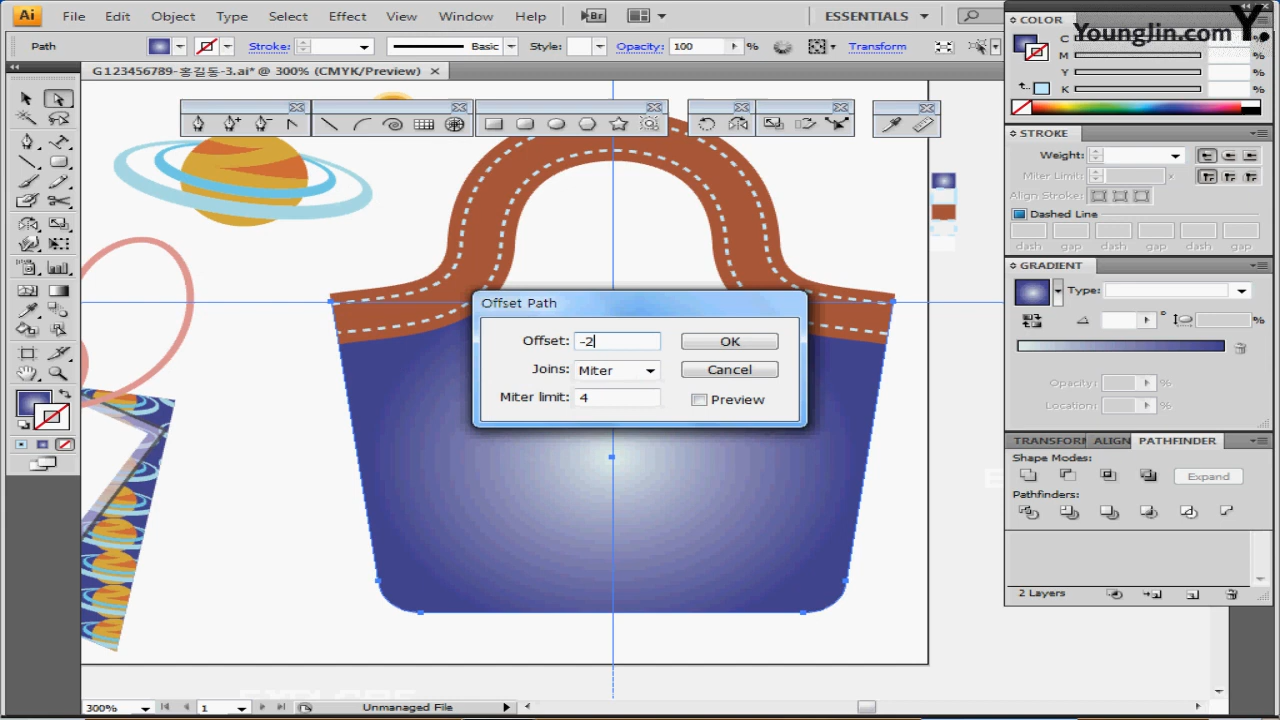 Ai File Edit Object Type Select Effect View Window Help Br ESSENTIALS
Path Stroke: Basic Style: Opacity: 100 % Transform
G123456789-홍길동-3.ai* @ 300% (CMYK/Preview)
COLOR
YoungJin.com Y.
C %
M %
Y %
K %
STROKE
Weight:
Miter Limit: x
Align Stroke:
Dashed Line
dash gap dash gap dash gap
GRADIENT
Type:
° %
Opacity: %
Location: %
TRANSFORM ALIGN PATHFINDER
Shape Modes:
Expand
Pathfinders:
2 Layers
Offset Path
Offset: -2 OK
Joins: Miter Cancel
Miter limit: 4 Preview
300% 1 Unmanaged File